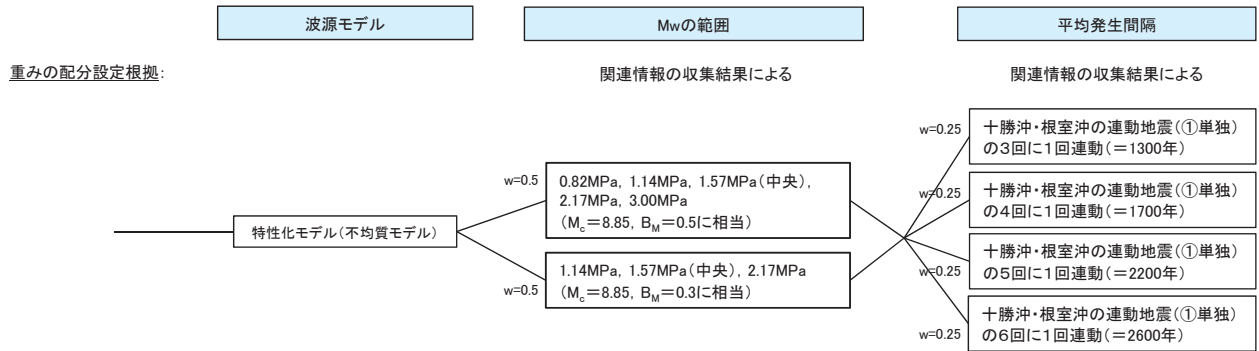 波源モデル
Mwの範囲
平均発生間隔
重みの配分設定根拠:
関連情報の収集結果による
関連情報の収集結果による
特性化モデル(不均質モデル)
w=0.5
0.82MPa, 1.14MPa, 1.57MPa(中央),
2.17MPa, 3.00MPa
(Mc=8.85, BM=0.5に相当)
w=0.5
1.14MPa, 1.57MPa(中央), 2.17MPa
(Mc=8.85, BM=0.3に相当)
w=0.25
十勝沖・根室沖の連動地震(①単独)
の3回に1回連動(=1300年)
w=0.25
十勝沖・根室沖の連動地震(①単独)
の4回に1回連動(=1700年)
w=0.25
十勝沖・根室沖の連動地震(①単独)
の5回に1回連動(=2200年)
w=0.25
十勝沖・根室沖の連動地震(①単独)
の6回に1回連動(=2600年)